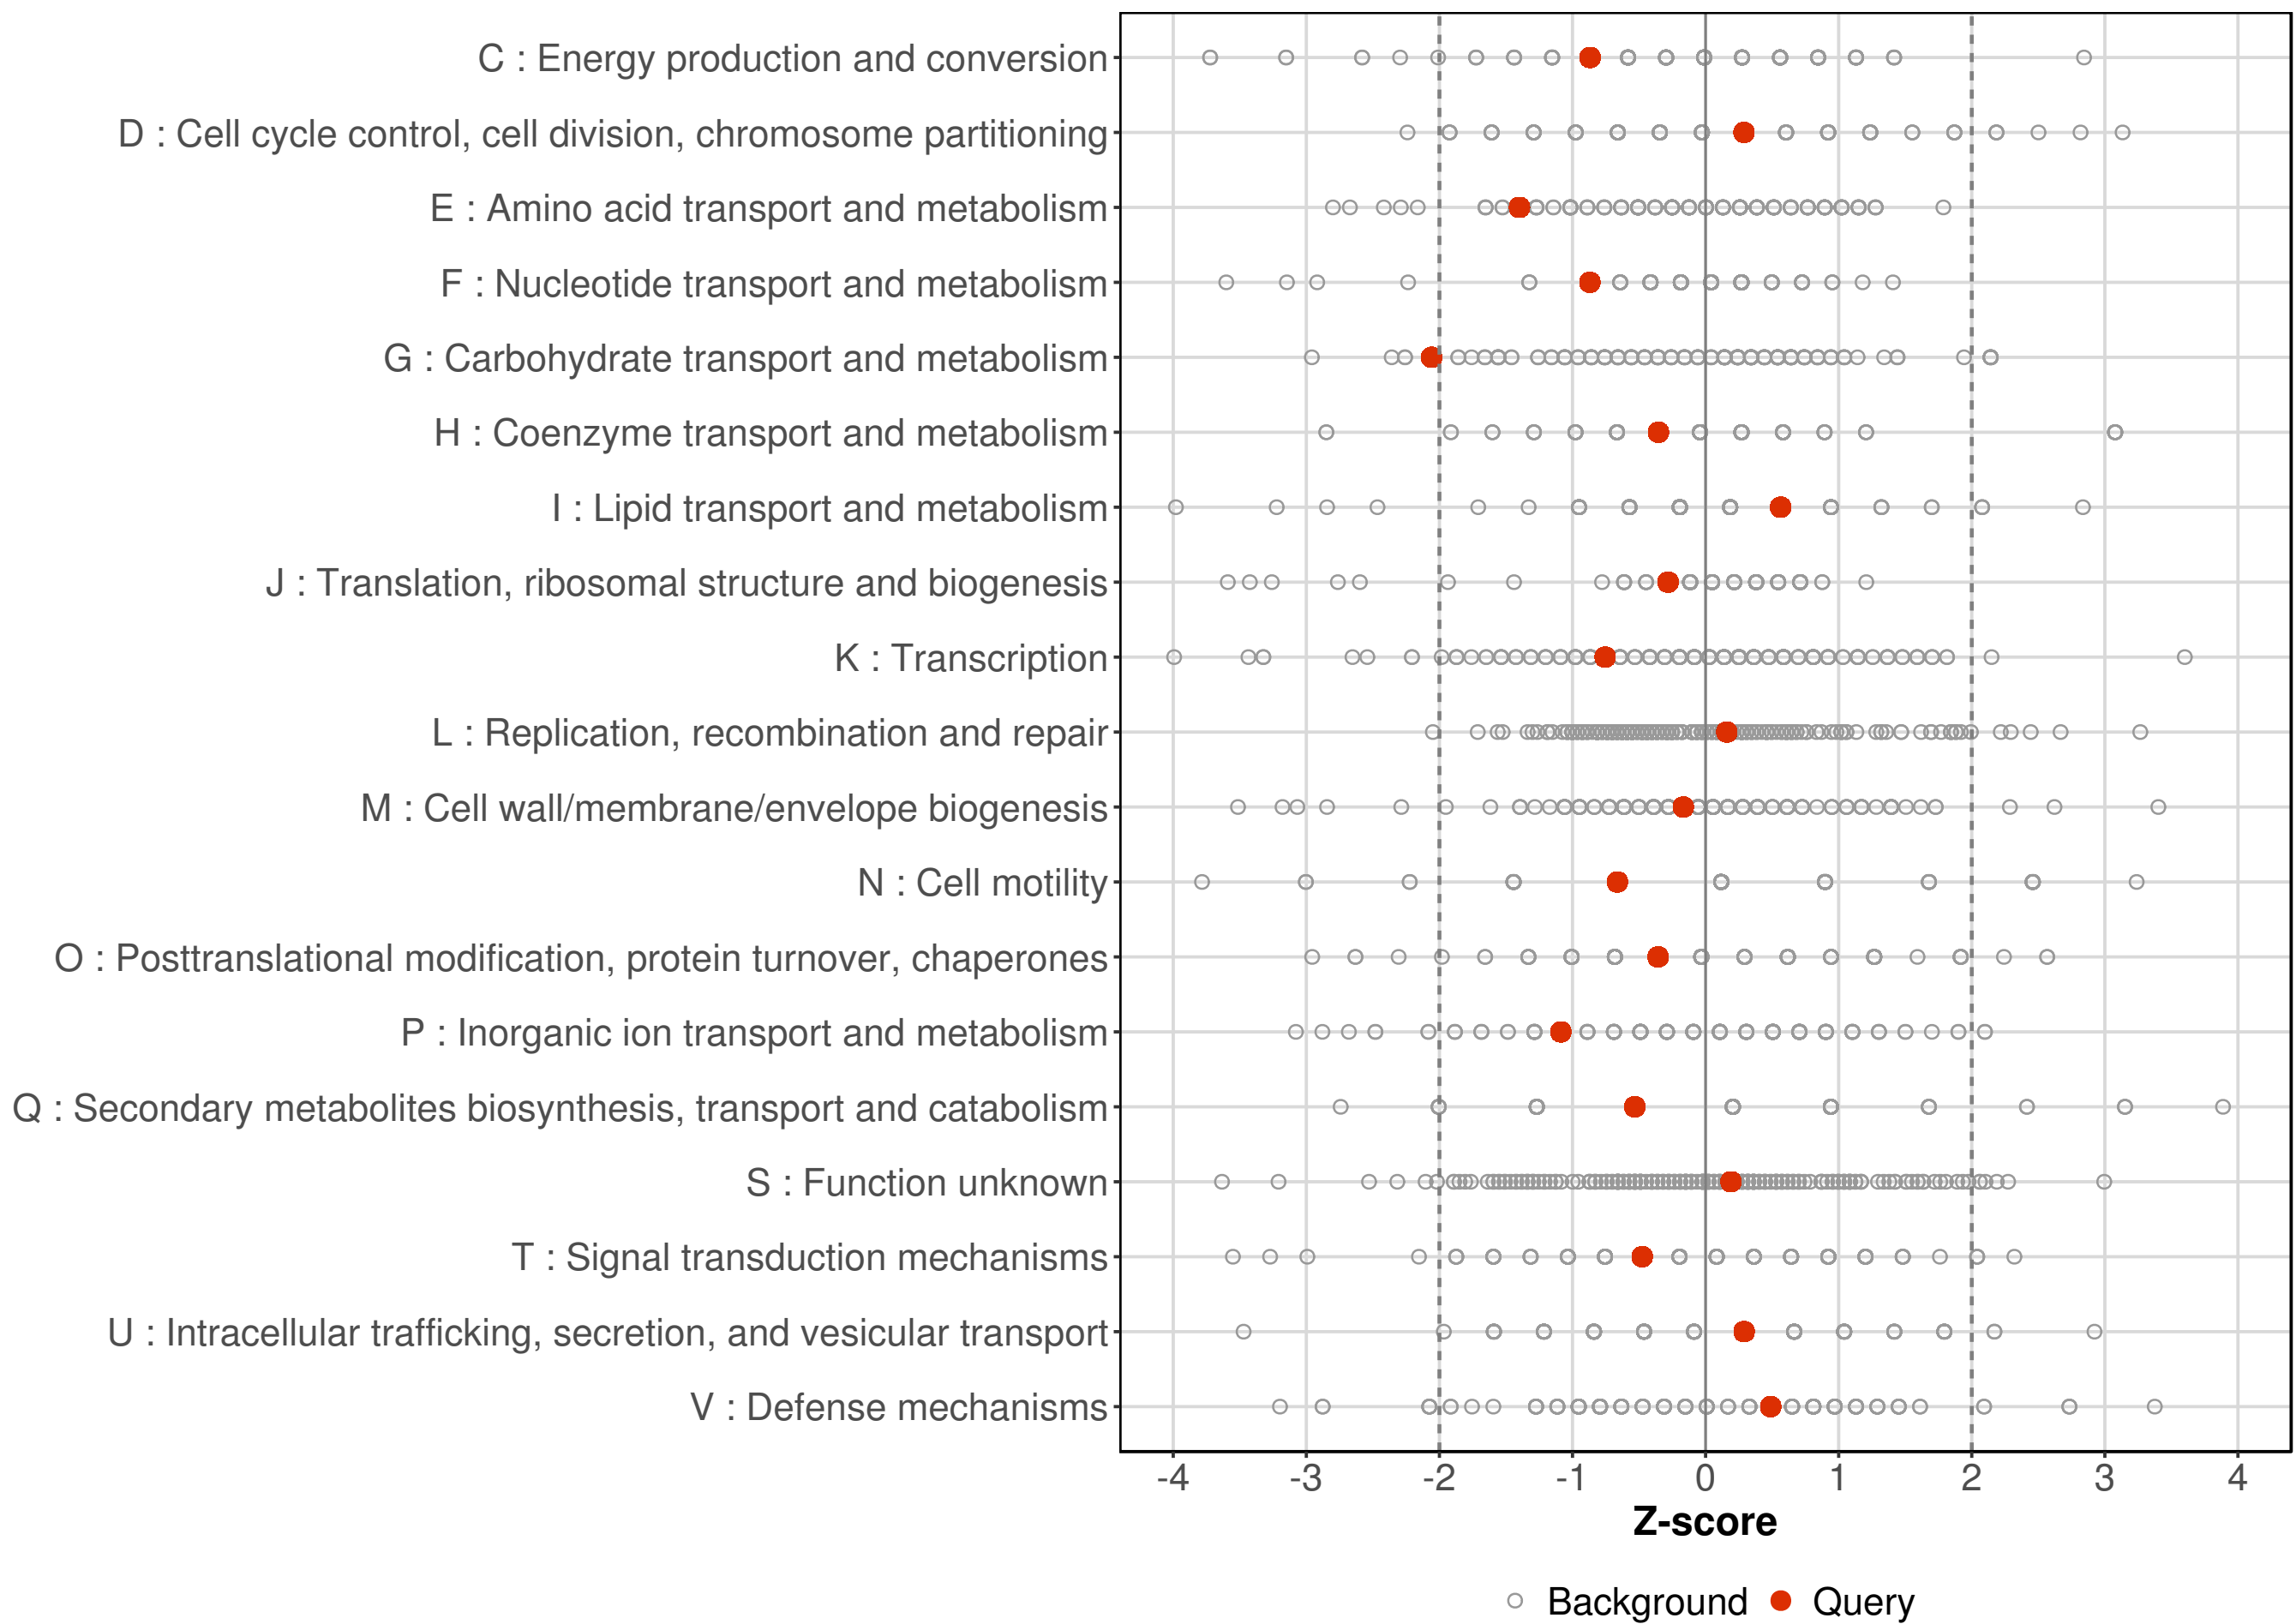 C : Energy production and conversion
D : Cell cycle control, cell division, chromosome partitioning
E : Amino acid transport and metabolism
F : Nucleotide transport and metabolism
G : Carbohydrate transport and metabolism
H : Coenzyme transport and metabolism
I : Lipid transport and metabolism
J : Translation, ribosomal structure and biogenesis
K : Transcription
L : Replication, recombination and repair
M : Cell wall/membrane/envelope biogenesis
N : Cell motility
O : Posttranslational modification, protein turnover, chaperones
P : Inorganic ion transport and metabolism
Q : Secondary metabolites biosynthesis, transport and catabolism
S : Function unknown
T : Signal transduction mechanisms
U : Intracellular trafficking, secretion, and vesicular transport
V : Defense mechanisms
-4 -3 -2 -1 0 1 2 3 4
Z-score
Background Query